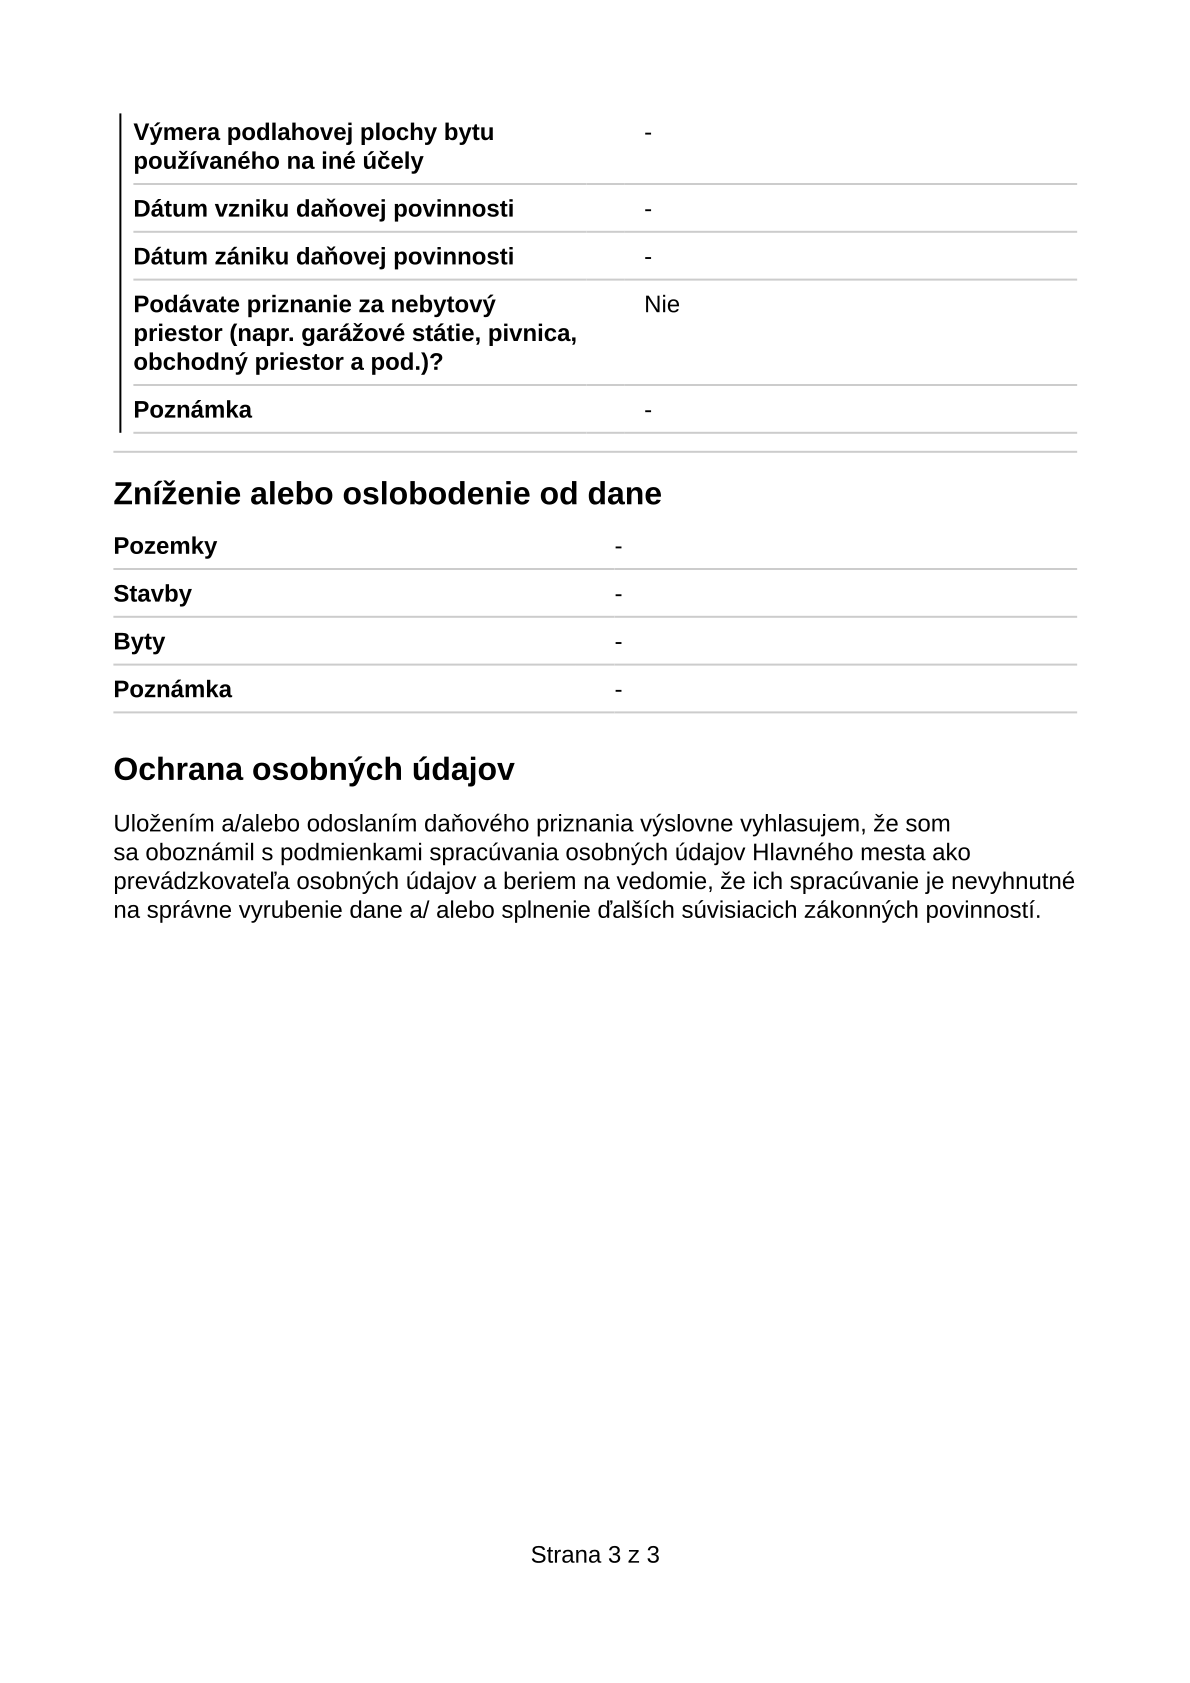 Výmera podlahovej plochy bytu -
používaného na iné účely
Dátum vzniku daňovej povinnosti -
Dátum zániku daňovej povinnosti -
Podávate priznanie za nebytový Nie
priestor (napr. garážové státie, pivnica,
obchodný priestor a pod.)?
Poznámka -
Zníženie alebo oslobodenie od dane
Pozemky -
Stavby -
Byty -
Poznámka -
Ochrana osobných údajov
Uložením a/alebo odoslaním daňového priznania výslovne vyhlasujem, že som
sa oboznámil s podmienkami spracúvania osobných údajov Hlavného mesta ako
prevádzkovateľa osobných údajov a beriem na vedomie, že ich spracúvanie je nevyhnutné
na správne vyrubenie dane a/ alebo splnenie ďalších súvisiacich zákonných povinností.
Strana 3 z 3